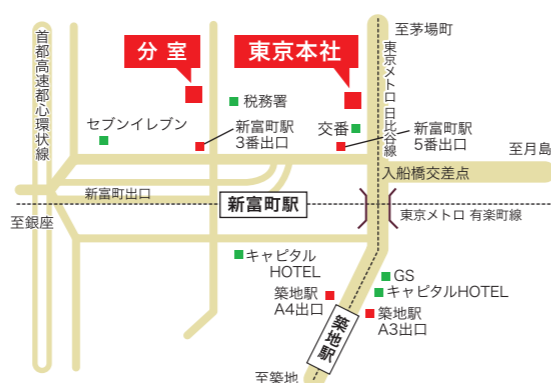 至茅場町
首都高速都心環状線
分室
東京本社
東京メトロ 日比谷線
税務署
セブンイレブン
新富町駅
3番出口
交番
新富町駅
5番出口
至月島
入船橋交差点
新富町出口
新富町駅
東京メトロ 有楽町線
至銀座
キャピタル
HOTEL
GS
キャピタルHOTEL
築地駅
A4出口
築地駅
A3出口
築地駅
至築地